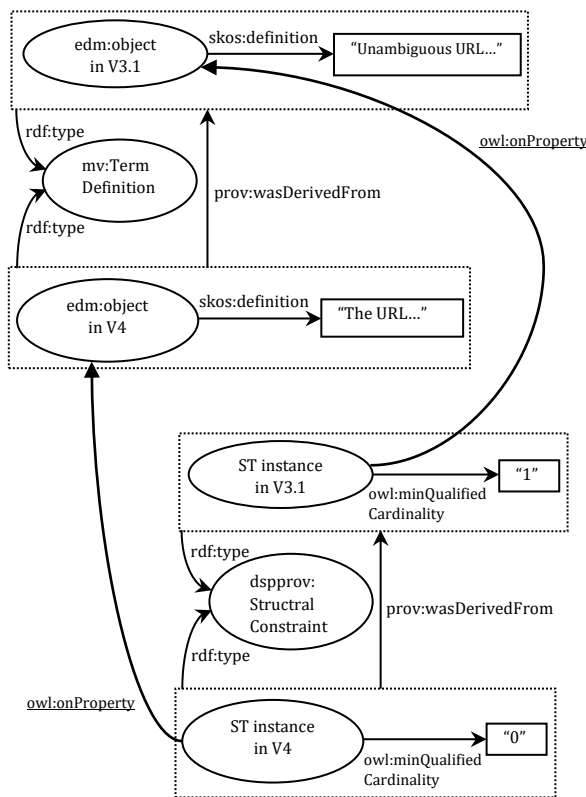 edm:object
in V3.1
skos:definition
“Unambiguous URL...”
rdf:type
owl:onProperty
mv:Term
Definition
prov:wasDerivedFrom
rdf:type
edm:object
in V4
skos:definition
“The URL...”
ST instance
in V3.1
“1”
owl:minQualified
Cardinality
rdf:type
dspprov:
Structral
Constraint
prov:wasDerivedFrom
rdf:type
owl:onProperty
ST instance
in V4
“0”
owl:minQualified
Cardinality